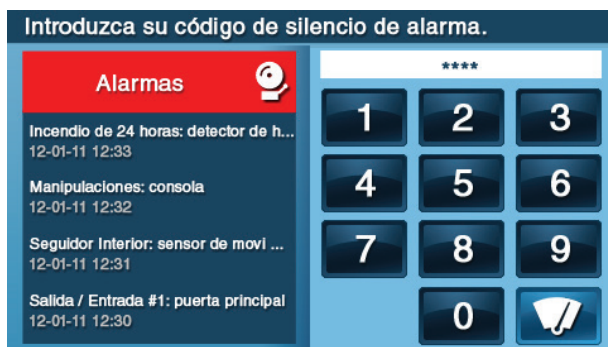 Introduzca su código de silencio de alarma.
Alarmas
Incendio de 24 horas: detector de h...
12-01-11 12:33
Manipulaciones: consola
12-01-11 12:32
Seguidor Interior: sensor de movi ...
12-01-11 12:31
Salida / Entrada #1: puerta principal
12-01-11 12:30
****
1 2 3
4 5 6
7 8 9
0